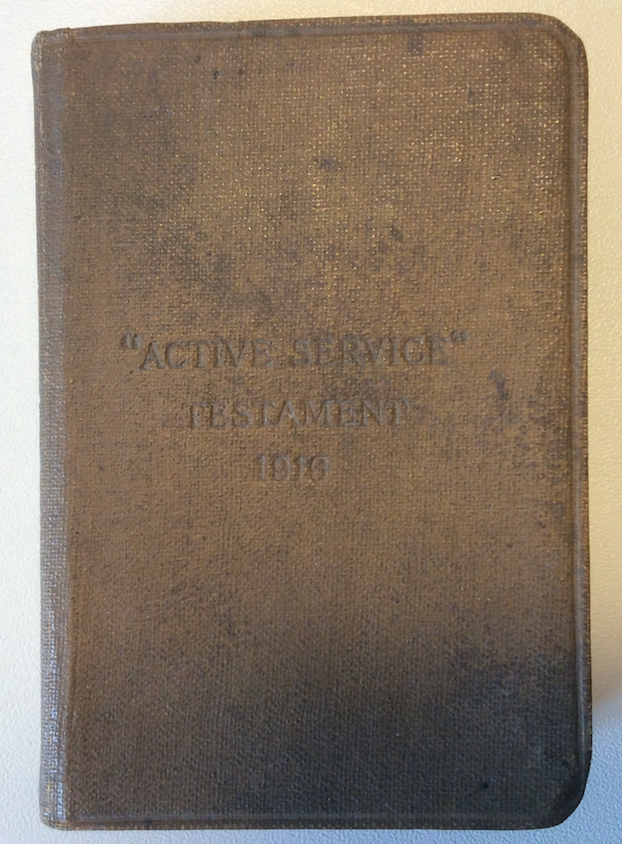 “ACTIVE SERVICE”
TESTAMENT
1916